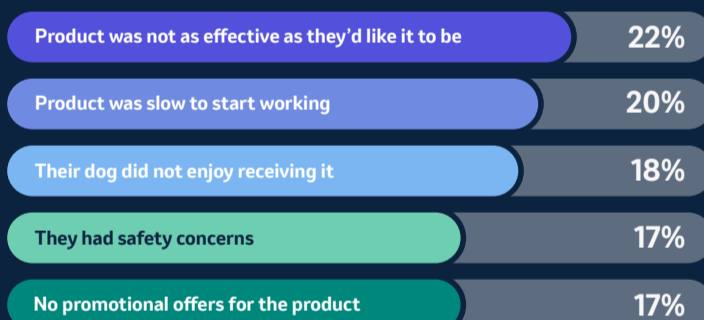 Product was not as effective as they’d like it to be 22%
Product was slow to start working 20%
Their dog did not enjoy receiving it 18%
They had safety concerns 17%
No promotional offers for the product 17%